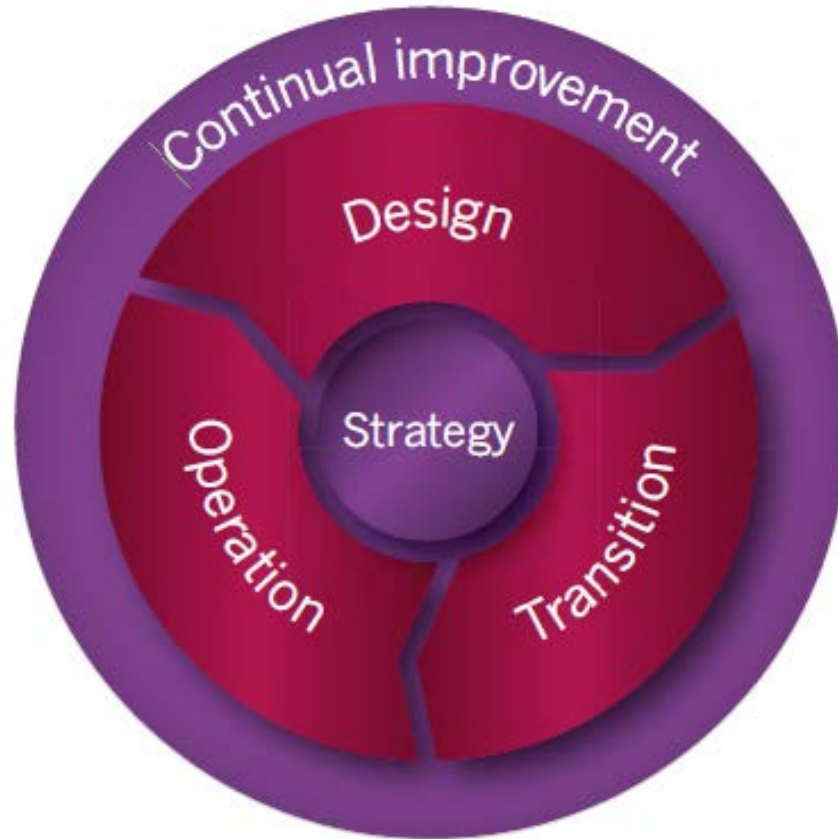 Continual improvement
Design
Strategy
Operation
Transition